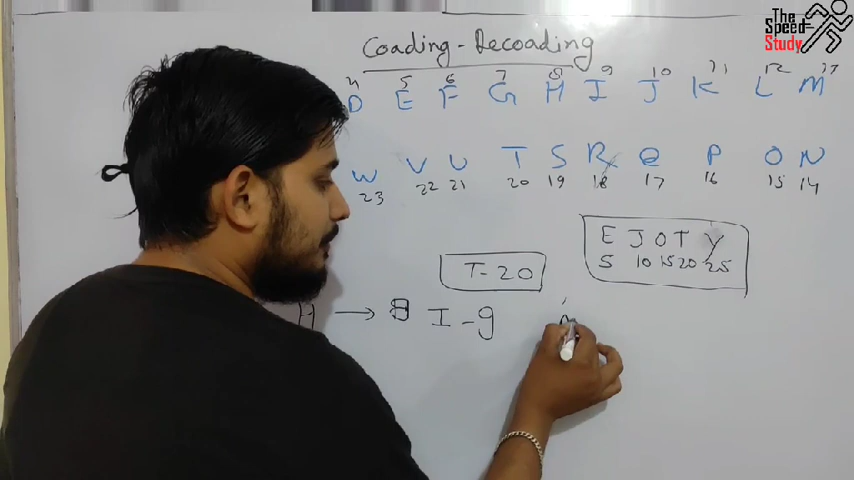 The
Speed
Study
Coading-Decoading
4 5 6 7 8 9 10 11 12 13
D E F G H I J K L M
W V U T S R Q P O N
23 22 21 20 19 18 17 16 15 14
E J O T Y
5 10 15 20 25
T-20
H → 8 I - 9